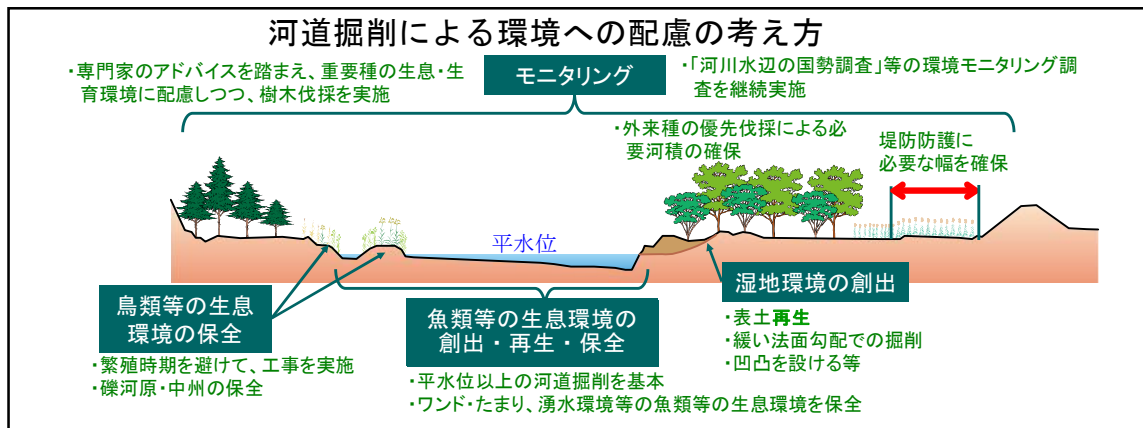 河道掘削による環境への配慮の考え方
・専門家のアドバイスを踏まえ、重要種の生息・生
育環境に配慮しつつ、樹木伐採を実施
モニタリング
・「河川水辺の国勢調査」等の環境モニタリング調
査を継続実施
・外来種の優先伐採による必
要河積の確保
堤防防護に
必要な幅を確保
平水位
鳥類等の生息
環境の保全
・繁殖時期を避けて、工事を実施
・礫河原・中州の保全
魚類等の生息環境の
創出・再生・保全
・平水位以上の河道掘削を基本
・ワンド・たまり、湧水環境等の魚類等の生息環境を保全
湿地環境の創出
・表土再生
・緩い法面勾配での掘削
・凹凸を設ける等